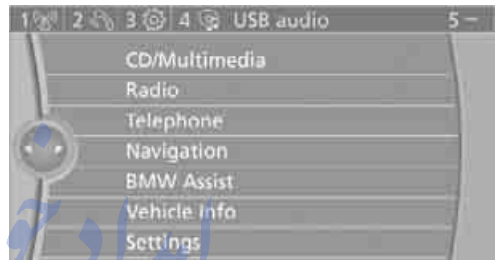 1 2 3 4 USB audio 5
CD/Multimedia
Radio
Telephone
Navigation
BMW Assist
Vehicle Info
Settings